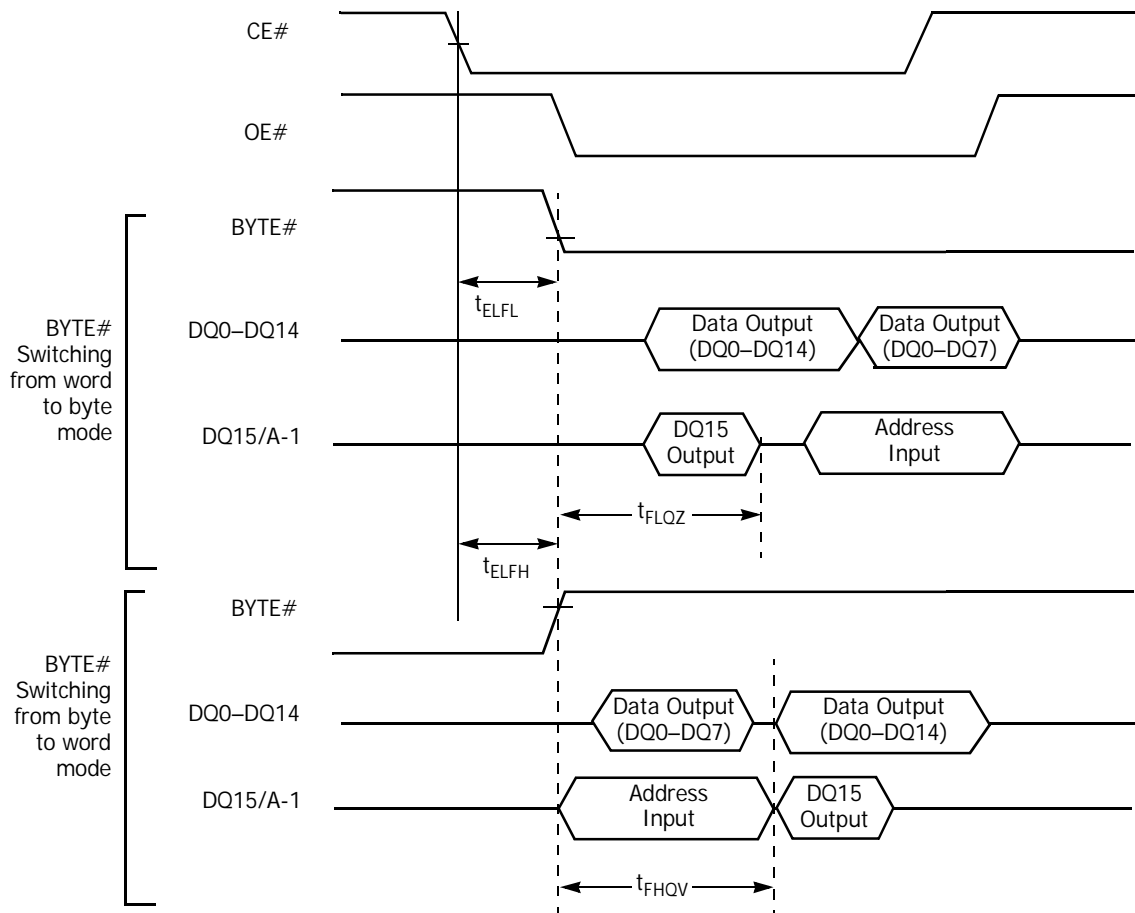 CE#
OE#
BYTE#
tELFL
BYTE#
Switching
from word
to byte
mode
DQ0–DQ14
Data Output
(DQ0–DQ14)
Data Output
(DQ0–DQ7)
DQ15/A-1
DQ15
Output
Address
Input
tFLQZ
tELFH
BYTE#
BYTE#
Switching
from byte
to word
mode
DQ0–DQ14
Data Output
(DQ0–DQ7)
Data Output
(DQ0–DQ14)
DQ15/A-1
Address
Input
DQ15
Output
tFHQV